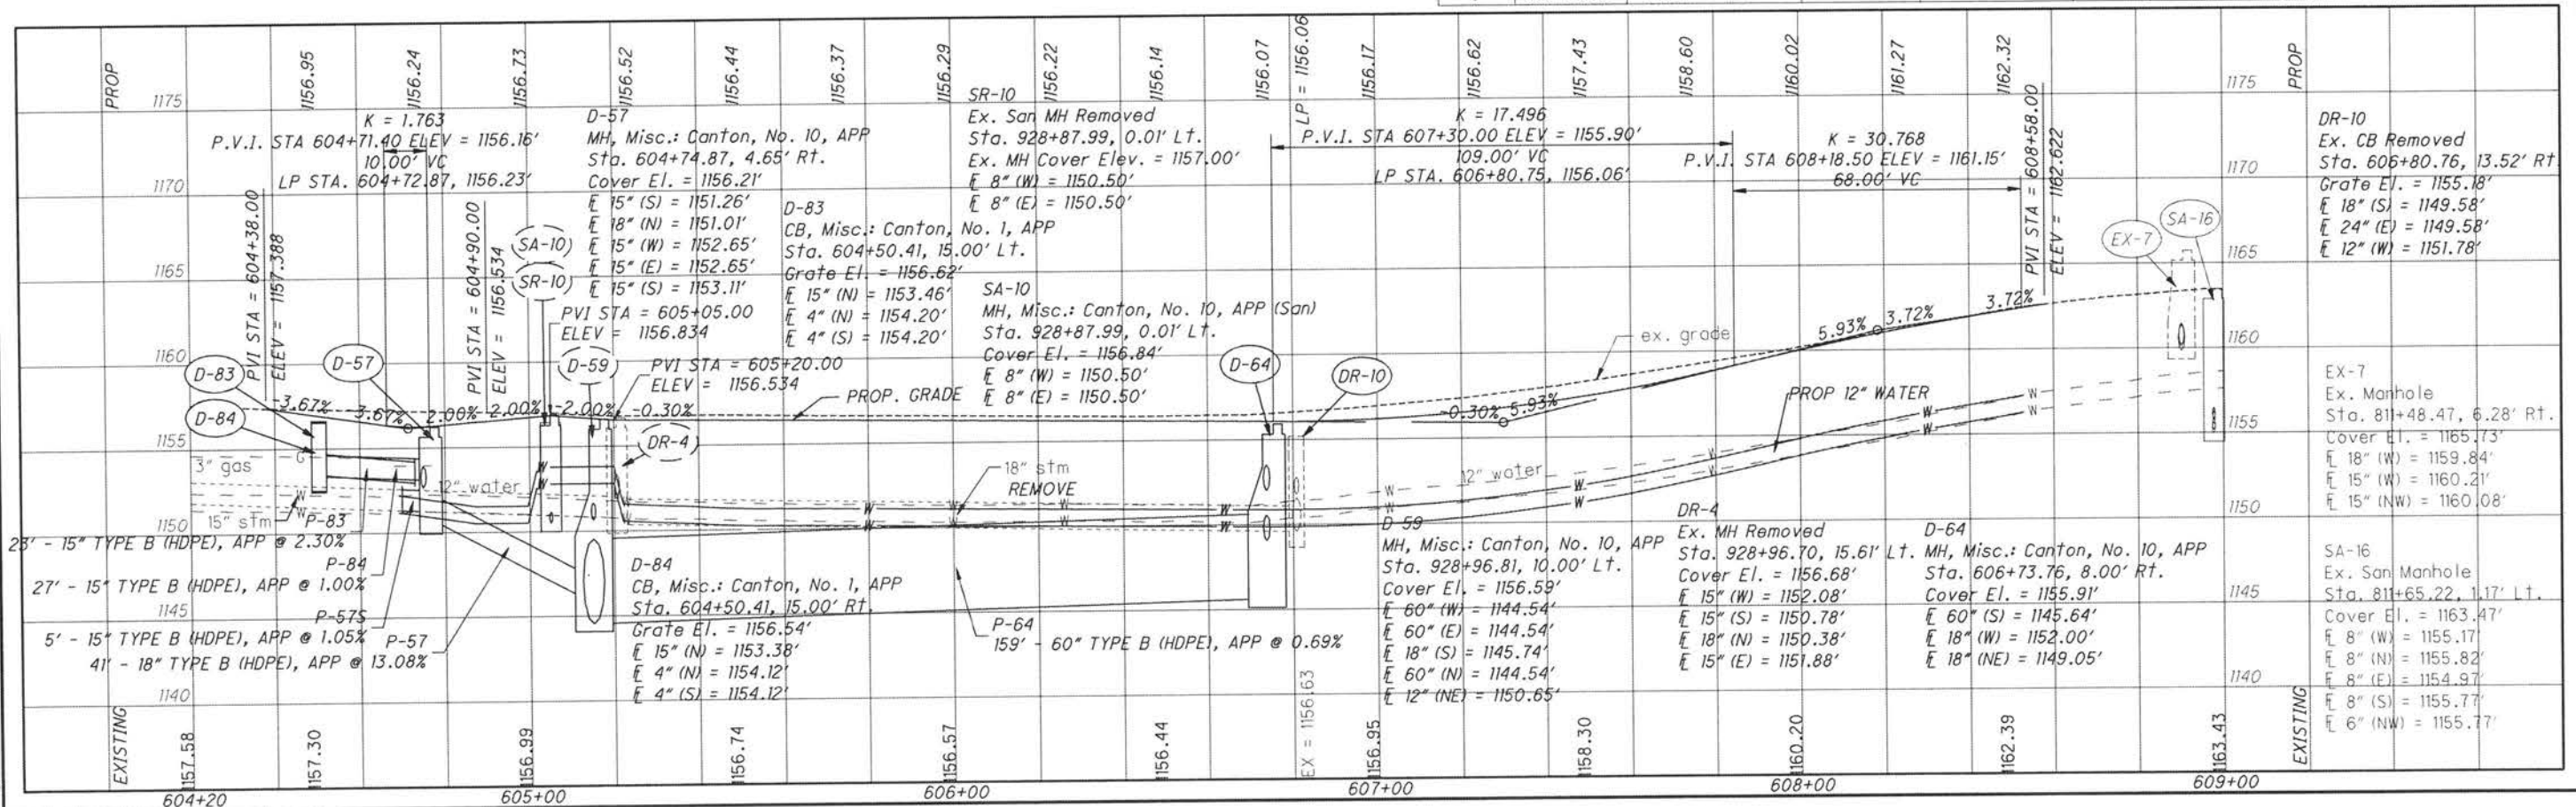 PROP
1156.95
1156.24
1156.73
1156.52
1156.44
1156.37
1156.29
1156.22
1156.14
1156.07
LP = 1156.06
1156.17
1156.62
1157.43
1158.60
1160.02
1161.27
1162.32
PROP
1175
1170
1165
1160
1155
1150
1145
1140
K = 1.763
P.V.I. STA 604+71.40 ELEV = 1156.16'
10.00' VC
LP STA. 604+72.87, 1156.23'
PVI STA = 604+38.00
ELEV = 1157.388
PVI STA = 604+90.00
ELEV = 1156.534
D-57
MH, Misc.: Canton, No. 10, APP
Sta. 604+74.87, 4.65' Rt.
Cover El. = 1156.21'
℄ 15" (S) = 1151.26'
℄ 18" (N) = 1151.01'
℄ 15" (W) = 1152.65'
℄ 15" (E) = 1152.65'
℄ 15" (S) = 1153.11'
SA-10
SR-10
PVI STA = 605+05.00
ELEV = 1156.834
D-83
CB, Misc.: Canton, No. 1, APP
Sta. 604+50.41, 15.00' Lt.
Grate El. = 1156.62'
℄ 15" (N) = 1153.46'
℄ 4" (N) = 1154.20'
℄ 4" (S) = 1154.20'
SR-10
Ex. San MH Removed
Sta. 928+87.99, 0.01' Lt.
Ex. MH Cover Elev. = 1157.00'
℄ 8" (W) = 1150.50'
℄ 8" (E) = 1150.50'
SA-10
MH, Misc.: Canton, No. 10, APP (San)
Sta. 928+87.99, 0.01' Lt.
Cover El. = 1156.84'
℄ 8" (W) = 1150.50'
℄ 8" (E) = 1150.50'
K = 17.496
P.V.I. STA 607+30.00 ELEV = 1155.90'
109.00' VC
LP STA. 606+80.75, 1156.06'
K = 30.768
P.V.I. STA 608+18.50 ELEV = 1161.15'
68.00' VC
PVI STA = 608+58.00
ELEV = 1162.622
1175
1170
1165
1160
1155
1150
1145
1140
DR-10
Ex. CB Removed
Sta. 606+80.76, 13.52' Rt.
Grate El. = 1155.18'
℄ 18" (S) = 1149.58'
℄ 24" (E) = 1149.58'
℄ 12" (W) = 1151.78'
EX-7
SA-16
D-83
D-57
D-84
D-59
DR-4
D-64
DR-10
PVI STA = 605+20.00
ELEV = 1156.534
PROP. GRADE
ex. grade
-3.67%
-3.67%
2.00%
2.00%
-2.00%
-0.30%
-0.30%
5.93%
5.93%
3.72%
3.72%
PROP 12" WATER
3" gas
G
12" water
15" stm
18" stm
REMOVE
12" water
W
P-83
23' - 15" TYPE B (HDPE), APP @ 2.30%
P-84
27' - 15" TYPE B (HDPE), APP @ 1.00%
P-57S
5' - 15" TYPE B (HDPE), APP @ 1.05%
P-57
41' - 18" TYPE B (HDPE), APP @ 13.08%
D-84
CB, Misc.: Canton, No. 1, APP
Sta. 604+50.41, 15.00' Rt.
Grate El. = 1156.54'
℄ 15" (N) = 1153.38'
℄ 4" (N) = 1154.12'
℄ 4" (S) = 1154.12'
P-64
159' - 60" TYPE B (HDPE), APP @ 0.69%
D-59
MH, Misc.: Canton, No. 10, APP
Sta. 928+96.81, 10.00' Lt.
Cover El. = 1156.59'
℄ 60" (W) = 1144.54'
℄ 60" (E) = 1144.54'
℄ 18" (S) = 1145.74'
℄ 60" (N) = 1144.54'
℄ 12" (NE) = 1150.65'
DR-4
Ex. MH Removed
Sta. 928+96.70, 15.61' Lt.
Cover El. = 1156.68'
℄ 15" (W) = 1152.08'
℄ 15" (S) = 1150.78'
℄ 18" (N) = 1150.38'
℄ 15" (E) = 1151.88'
D-64
MH, Misc.: Canton, No. 10, APP
Sta. 606+73.76, 8.00' Rt.
Cover El. = 1155.91'
℄ 60" (S) = 1145.64'
℄ 18" (W) = 1152.00'
℄ 18" (NE) = 1149.05'
EX-7
Ex. Manhole
Sta. 811+48.47, 6.28' Rt.
Cover El. = 1165.73'
℄ 18" (W) = 1159.84'
℄ 15" (W) = 1160.21'
℄ 15" (NW) = 1160.08'
SA-16
Ex. San Manhole
Sta. 811+65.22, 1.17' Lt.
Cover El. = 1163.47'
℄ 8" (W) = 1155.17'
℄ 8" (N) = 1155.82'
℄ 8" (E) = 1154.97'
℄ 8" (S) = 1155.77'
℄ 6" (NW) = 1155.77'
EXISTING
1157.58
1157.30
1156.99
1156.74
1156.57
1156.44
EX = 1156.63
1156.95
1158.30
1160.20
1162.39
1163.43
EXISTING
604+20
605+00
606+00
607+00
608+00
609+00